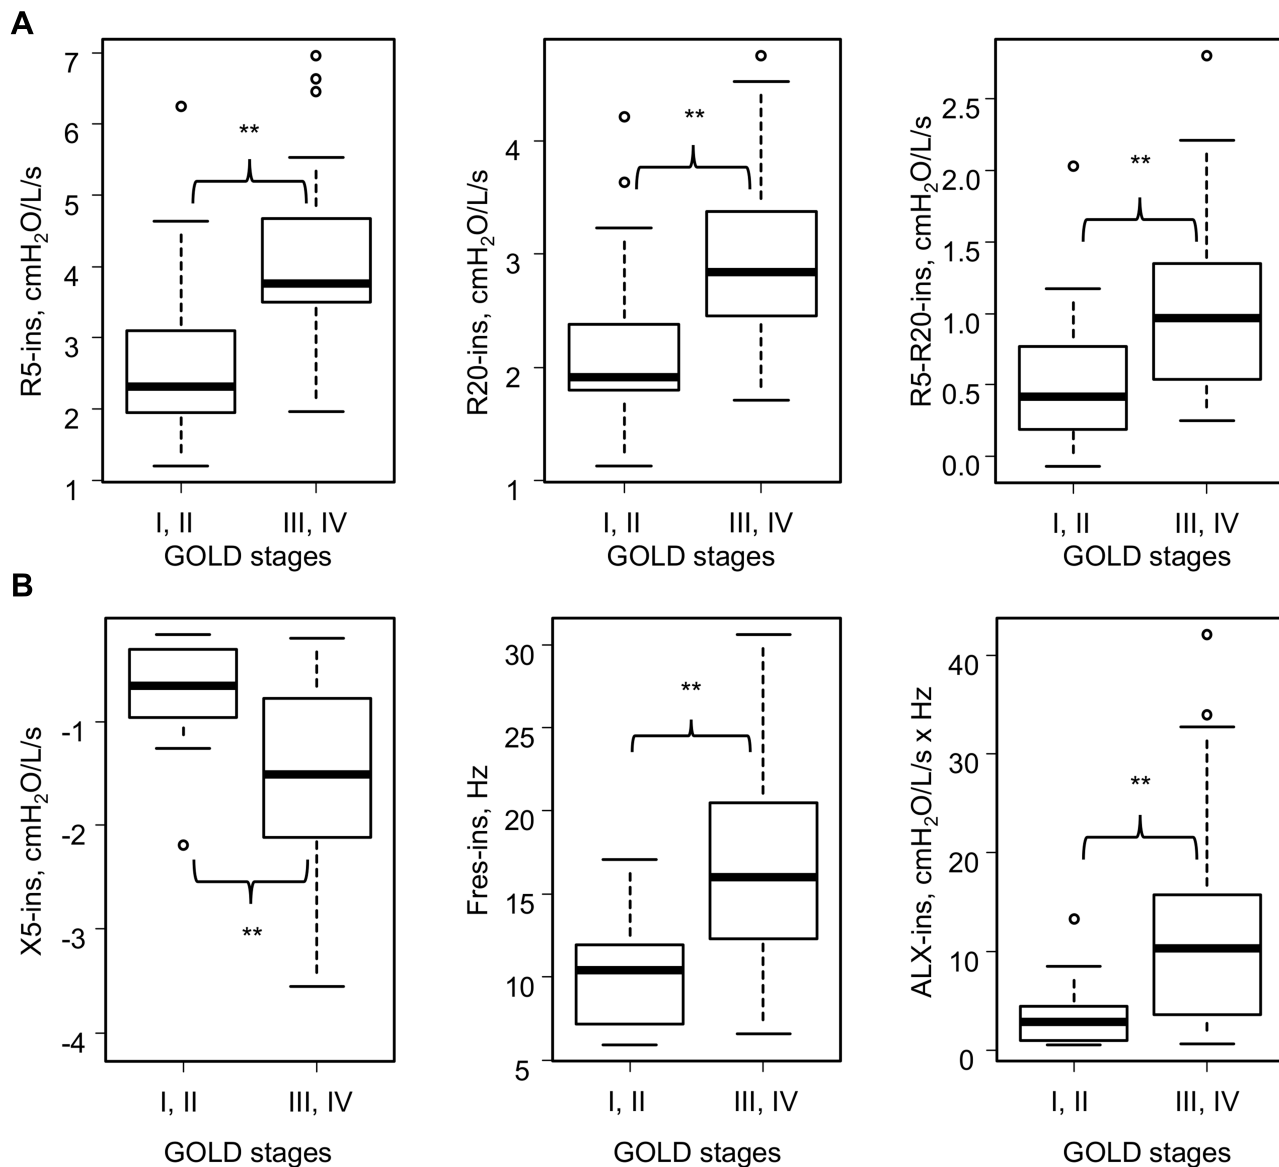 A
R5-ins, cmH₂O/L/s
7
6
5
4
3
2
1
**
I, II
III, IV
GOLD stages
R20-ins, cmH₂O/L/s
4
3
2
1
**
I, II
III, IV
GOLD stages
R5-R20-ins, cmH₂O/L/s
2.5
2.0
1.5
1.0
0.5
0.0
**
I, II
III, IV
GOLD stages
B
X5-ins, cmH₂O/L/s
-1
-2
-3
-4
**
I, II
III, IV
GOLD stages
Fres-ins, Hz
30
25
20
15
10
5
**
I, II
III, IV
GOLD stages
ALX-ins, cmH₂O/L/s x Hz
40
30
20
10
0
**
I, II
III, IV
GOLD stages